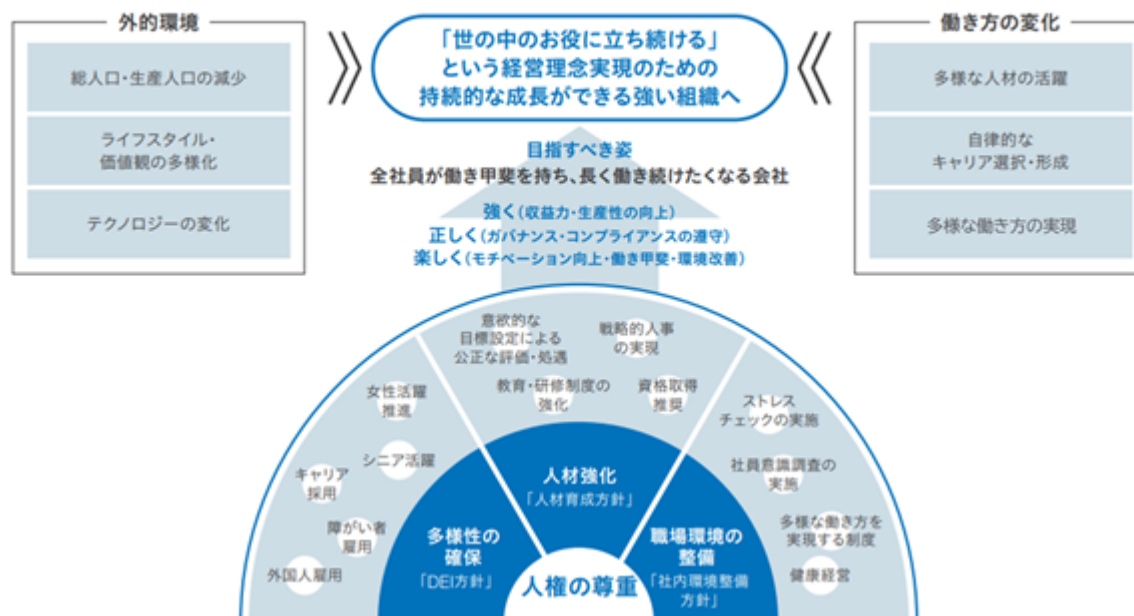 外的環境
総人口・生産人口の減少
ライフスタイル・
価値観の多様化
テクノロジーの変化
「世の中のお役に立ち続ける」
という経営理念実現のための
持続的な成長ができる強い組織へ
働き方の変化
多様な人材の活躍
自律的な
キャリア選択・形成
多様な働き方の実現
目指すべき姿
全社員が働き甲斐を持ち、長く働き続けたくなる会社
強く(収益力・生産性の向上)
正しく(ガバナンス・コンプライアンスの遵守)
楽しく(モチベーション向上・働き甲斐・環境改善)
意欲的な
目標設定による
公正な評価・処遇
戦略的人事
の実現
教育・研修制度の
強化
資格取得
推奨
女性活躍
推進
シニア活躍
キャリア
採用
障がい者
雇用
外国人雇用
ストレス
チェックの実施
社員意識調査の
実施
多様な働き方を
実現する制度
健康経営
人材強化
「人材育成方針」
多様性の
確保
「DEI方針」
職場環境の
整備
「社内環境整備
方針」
人権の尊重